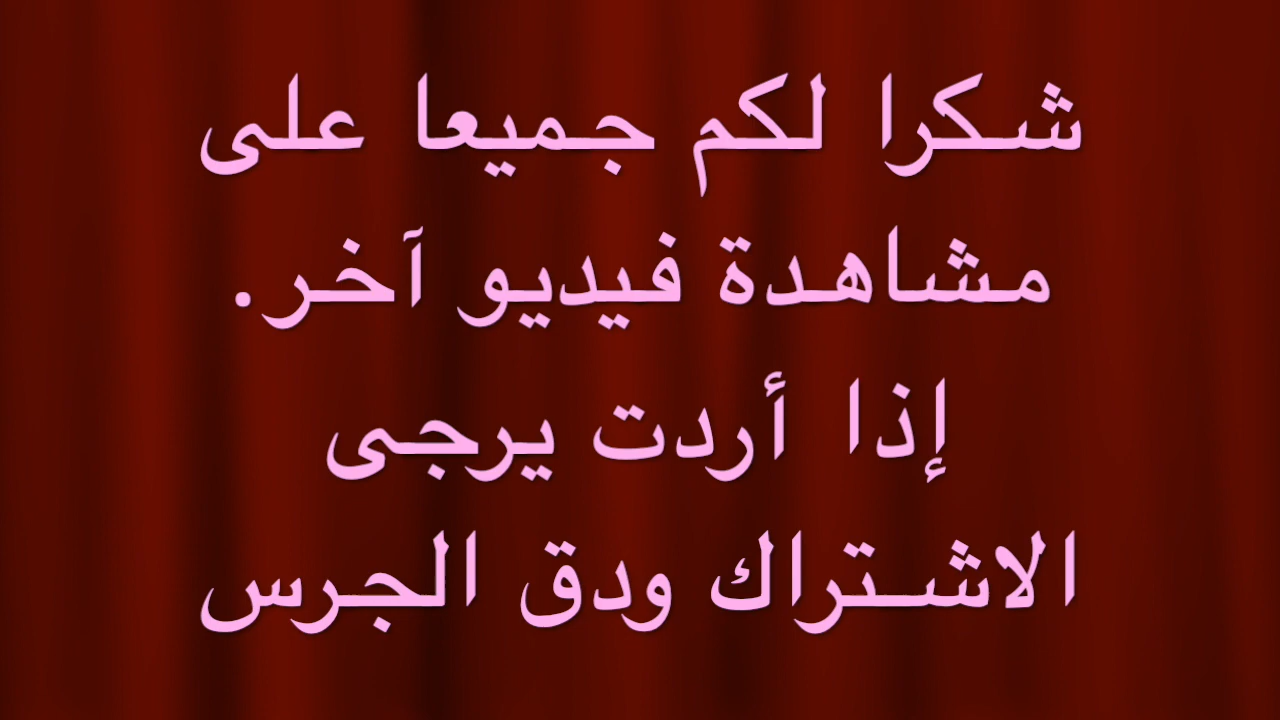 شكرا لكم جميعا على
مشاهدة فيديو آخر.
إذا أردت يرجى
الاشتراك ودق الجرس